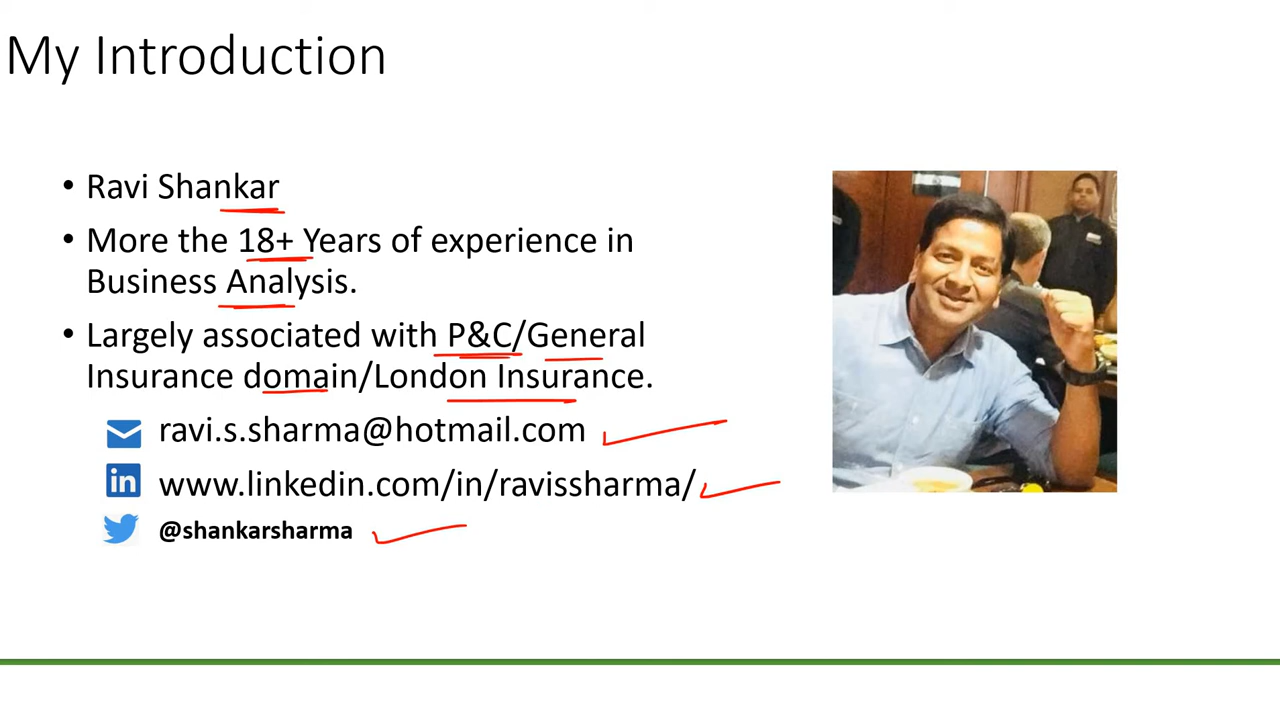 My Introduction
• Ravi Shankar
• More the 18+ Years of experience in
Business Analysis.
• Largely associated with P&C/General
Insurance domain/London Insurance.
ravi.s.sharma@hotmail.com
in www.linkedin.com/in/ravissharma/
@shankarsharma